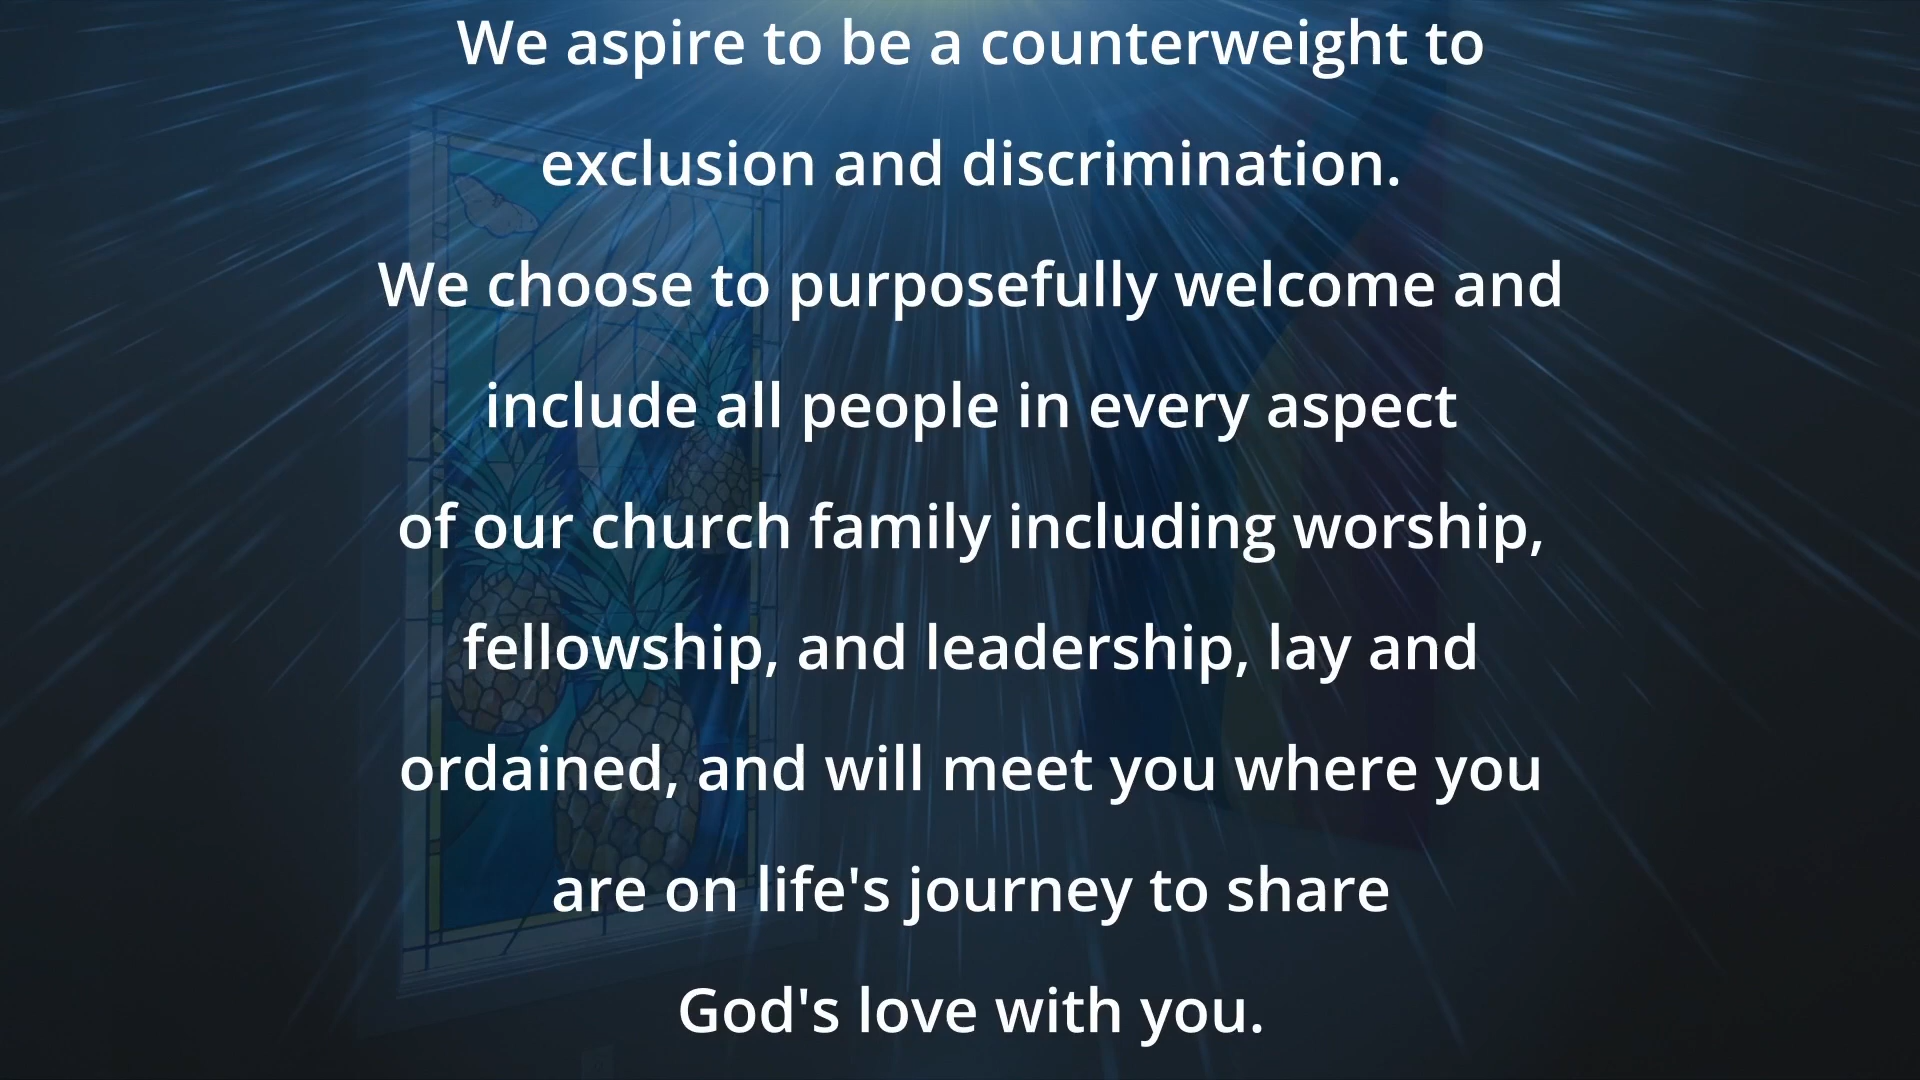 We aspire to be a counterweight to
exclusion and discrimination.
We choose to purposefully welcome and
include all people in every aspect
of our church family including worship,
fellowship, and leadership, lay and
ordained, and will meet you where you
are on life's journey to share
God's love with you.